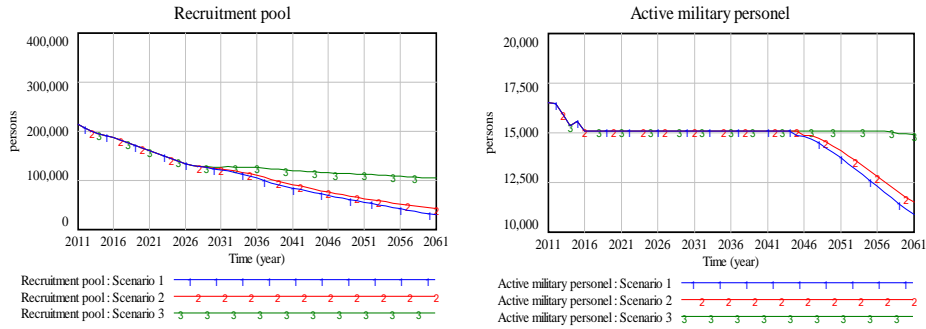 Recruitment pool
400,000
300,000
200,000
100,000
0
persons
2011 2016 2021 2026 2031 2036 2041 2046 2051 2056 2061
Time (year)
Recruitment pool : Scenario 1
Recruitment pool : Scenario 2
Recruitment pool : Scenario 3
Active military personel
20,000
17,500
15,000
12,500
10,000
persons
2011 2016 2021 2026 2031 2036 2041 2046 2051 2056 2061
Time (year)
Active military personel : Scenario 1
Active military personel : Scenario 2
Active military personel : Scenario 3